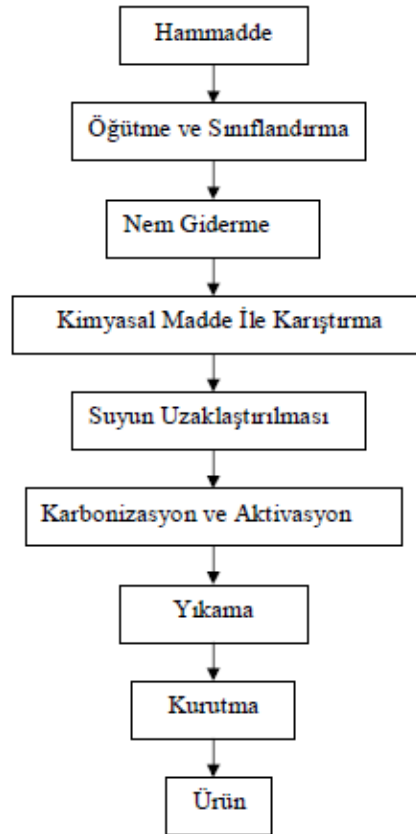 Hammadde
Öğütme ve Sınıflandırma
Nem Giderme
Kimyasal Madde İle Karıştırma
Suyun Uzaklaştırılması
Karbonizasyon ve Aktivasyon
Yıkama
Kurutma
Ürün